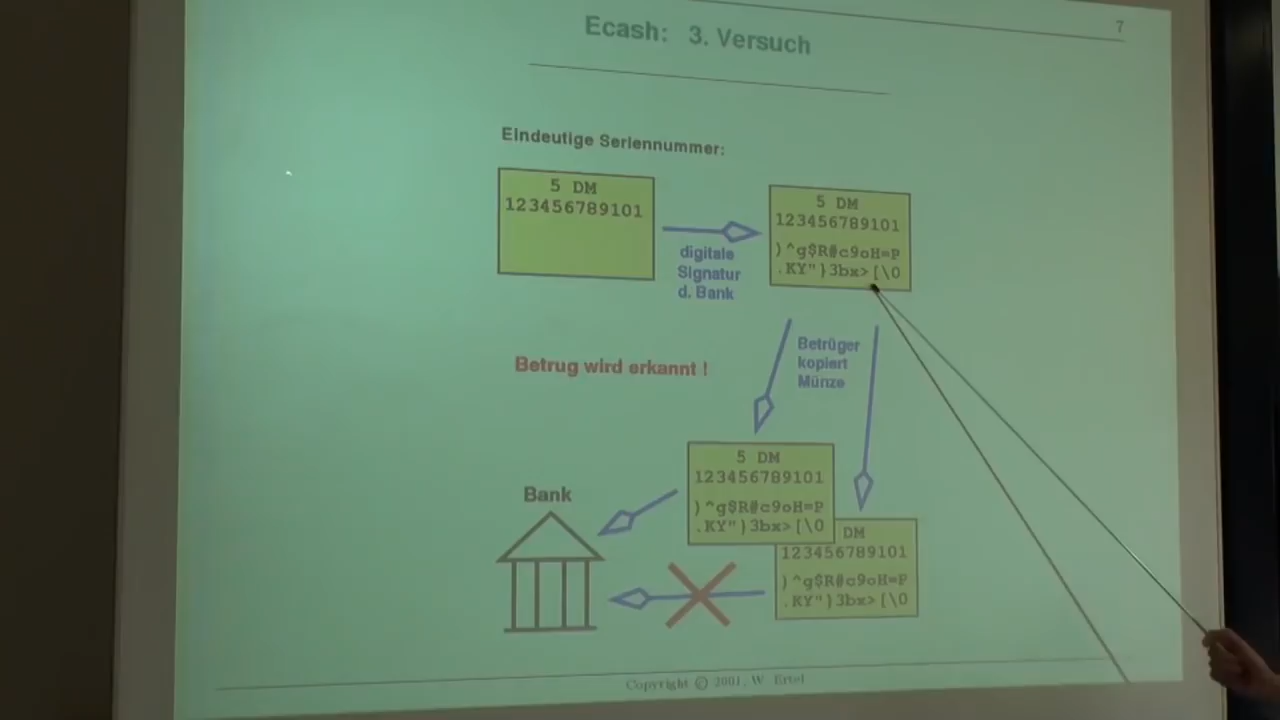 7
Ecash: 3. Versuch
Eindeutige Seriennummer:
5 DM
123456789101
digitale
Signatur
d. Bank
5 DM
123456789101
)^g$R#c9oH=P
.KY"}3bx>[\0
Betrug wird erkannt !
Betrüger
kopiert
Münze
5 DM
123456789101
)^g$R#c9oH=P
.KY"}3bx>[\0
Bank
DM
123456789101
)^g$R#c9oH=P
.KY"}3bx>[\0
Copyright © 2001, W. Ertel